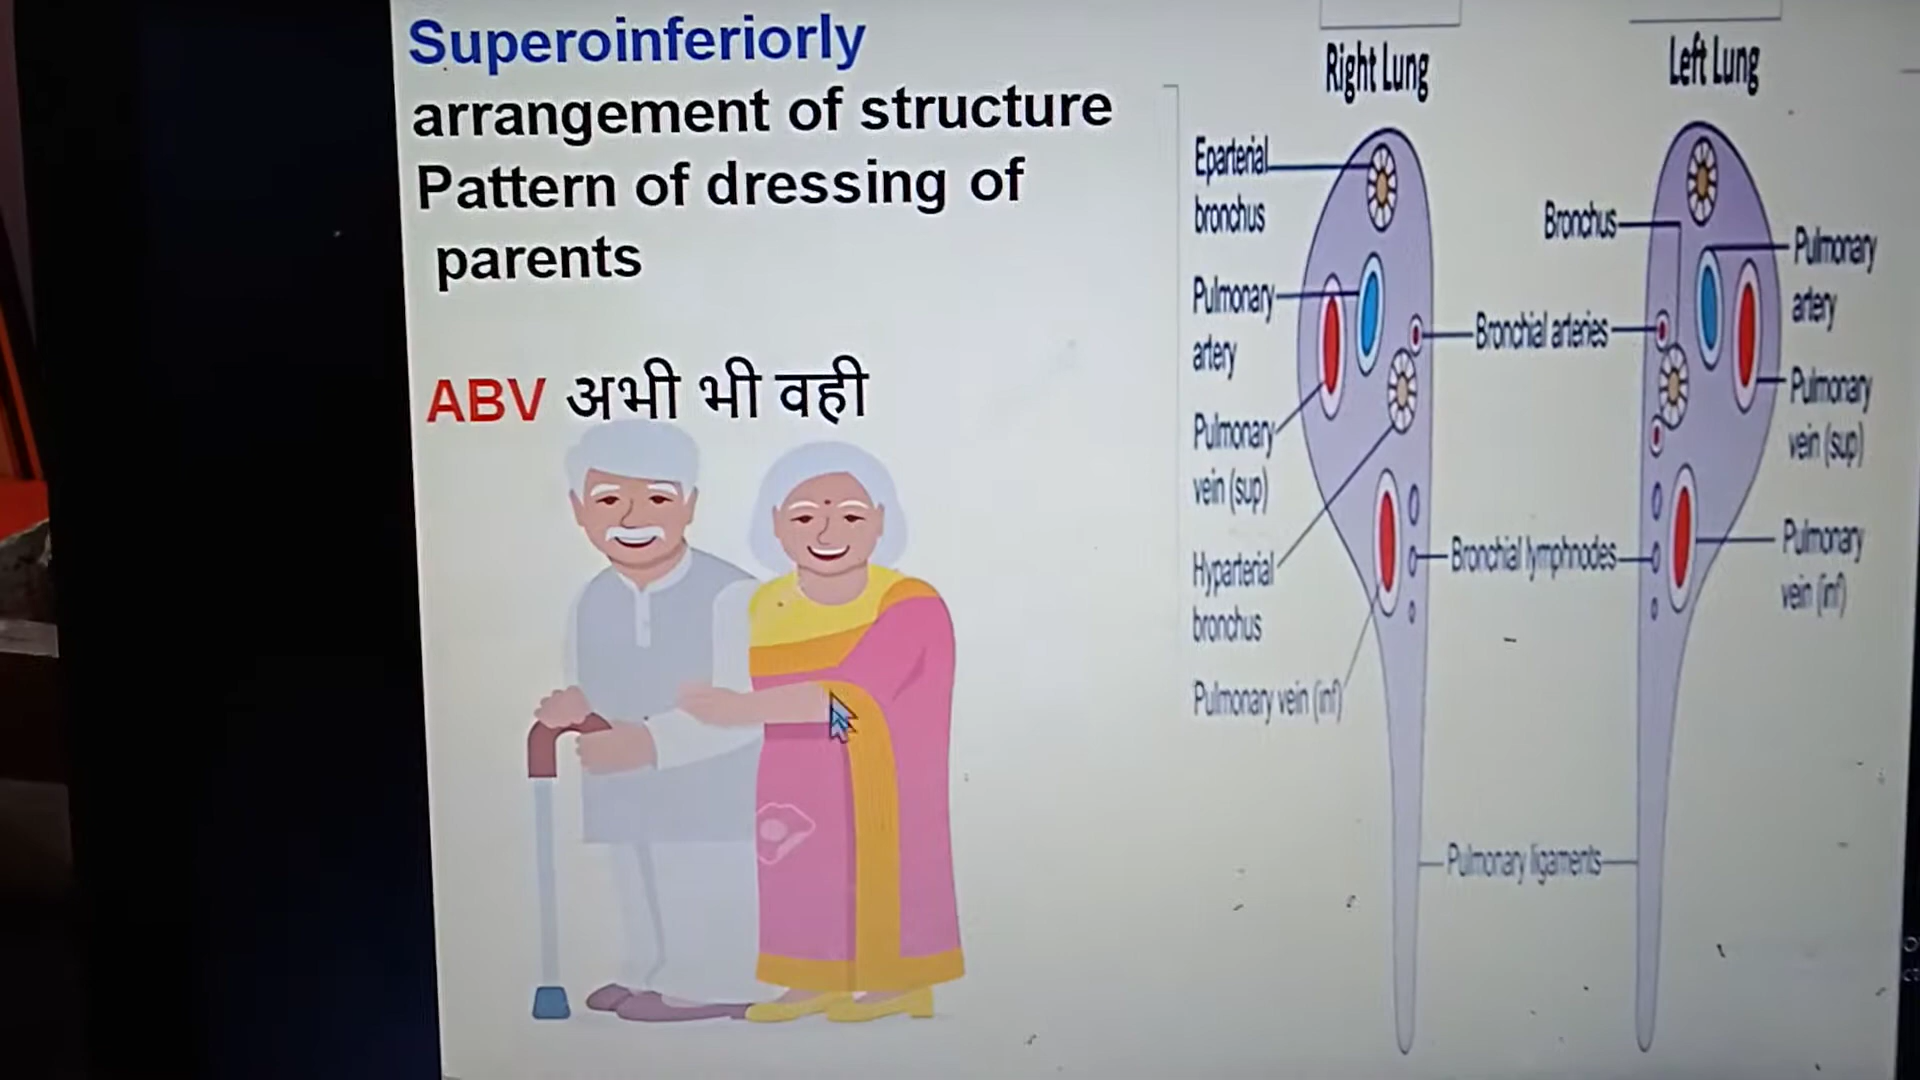 Superoinferiorly
arrangement of structure
Pattern of dressing of
parents
ABV अभी भी वही
Right Lung
Left Lung
Eparterial
bronchus
Pulmonary
artery
Pulmonary
vein (sup)
Hyparterial
bronchus
Pulmonary vein (inf)
Bronchus
Bronchial arteries
Bronchial lymphnodes
Pulmonary ligaments
Pulmonary
artery
Pulmonary
vein (sup)
Pulmonary
vein (inf)